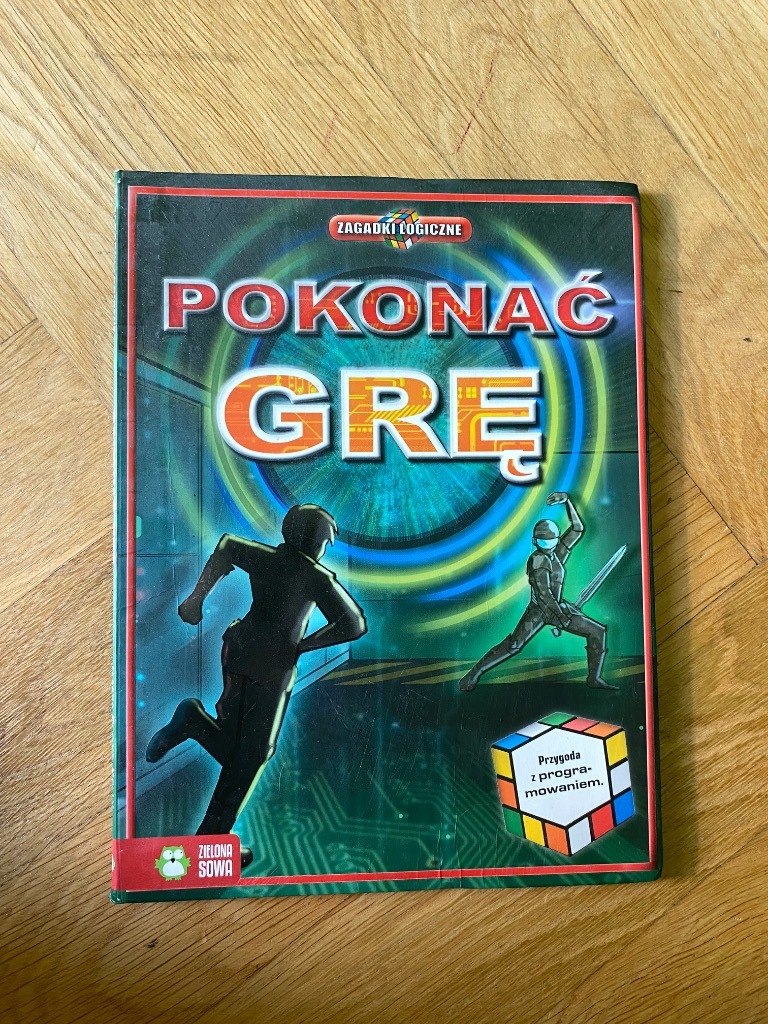 ZAGADKI LOGICZNE
POKONAĆ
GRĘ
Przygoda
z progra-
mowaniem.
ZIELONA
SOWA